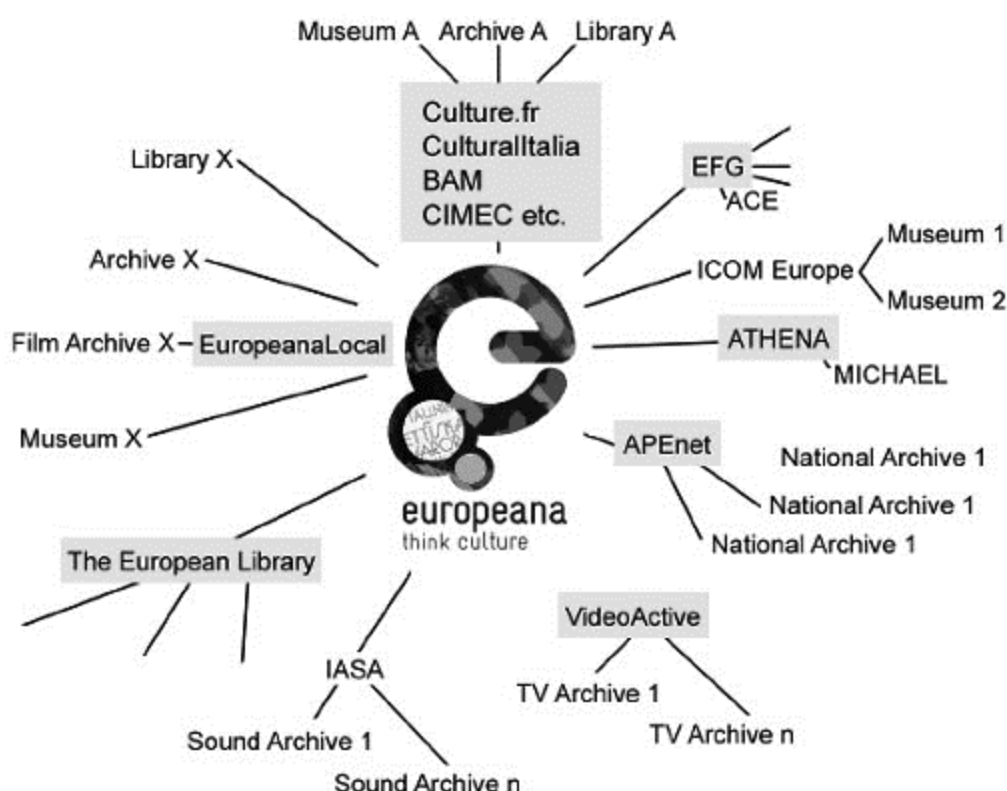 Museum A Archive A Library A
Culture.fr
CulturalItalia
BAM
CIMEC etc.
Library X
EFG
ACE
Archive X
ICOM Europe
Museum 1
Museum 2
Film Archive X
EuropeanaLocal
ATHENA
MICHAEL
Museum X
APEnet
National Archive 1
National Archive 1
National Archive 1
europeana
think culture
The European Library
VideoActive
IASA
TV Archive 1
TV Archive n
Sound Archive 1
Sound Archive n